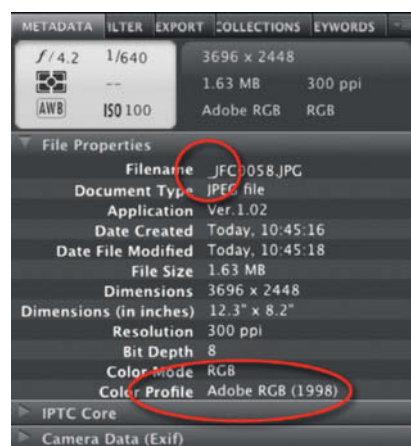 METADATA ILTER EXPORT COLLECTIONS EYWORDS
f/4.2 1/640 3696 x 2448
-- 1.63 MB 300 ppi
AWB ISO 100 Adobe RGB RGB
File Properties
Filename _JFC0058.JPG
Document Type JPEG file
Application Ver.1.02
Date Created Today, 10:45:16
Date File Modified Today, 10:45:18
File Size 1.63 MB
Dimensions 3696 x 2448
Dimensions (in inches) 12.3" x 8.2"
Resolution 300 ppi
Bit Depth 8
Color Mode RGB
Color Profile Adobe RGB (1998)
IPTC Core
Camera Data (Exif)